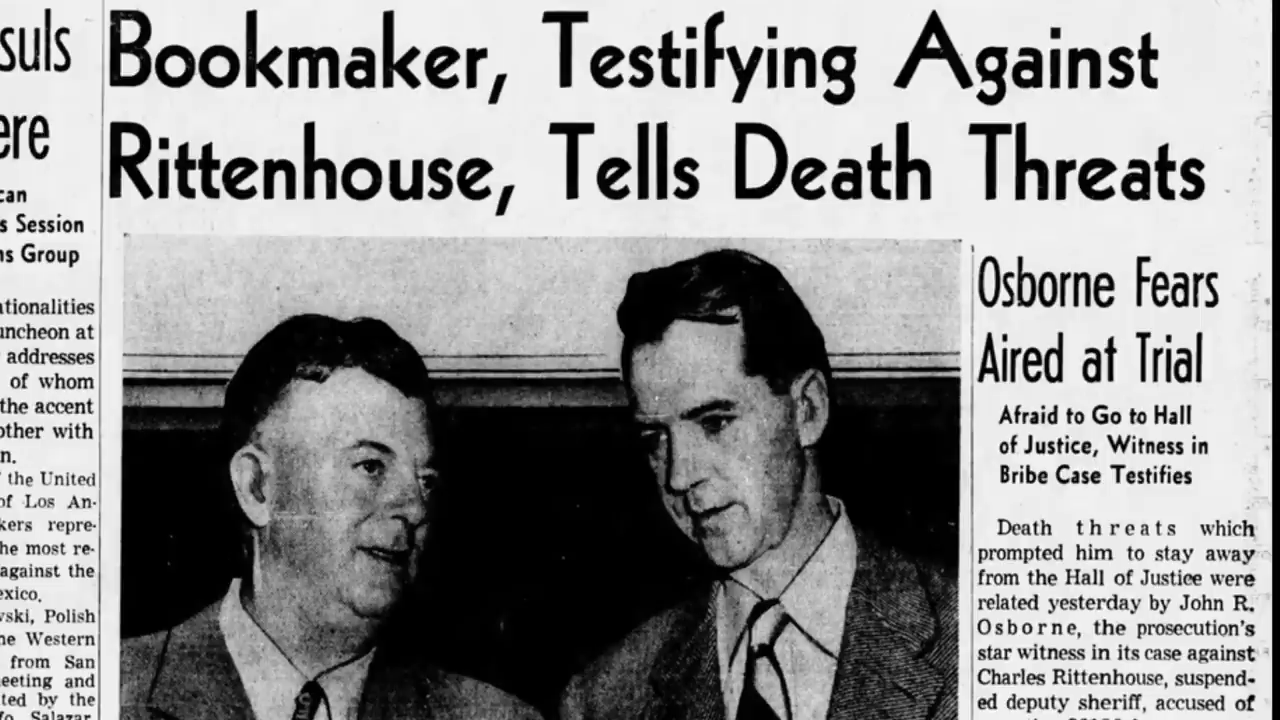 suls
ere
can
s Session
ns Group
ationalities
uncheon at
addresses
of whom
the accent
other with
n.
the United
of Los An-
kers repre-
he most re-
against the
exico.
vski, Polish
ne Western
from San
eeting and
ted by the
Salazar,
Bookmaker, Testifying Against
Rittenhouse, Tells Death Threats
Osborne Fears
Aired at Trial
Afraid to Go to Hall
of Justice, Witness in
Bribe Case Testifies
Death threats which
prompted him to stay away
from the Hall of Justice were
related yesterday by John R.
Osborne, the prosecution's
star witness in its case against
Charles Rittenhouse, suspend-
ed deputy sheriff, accused of